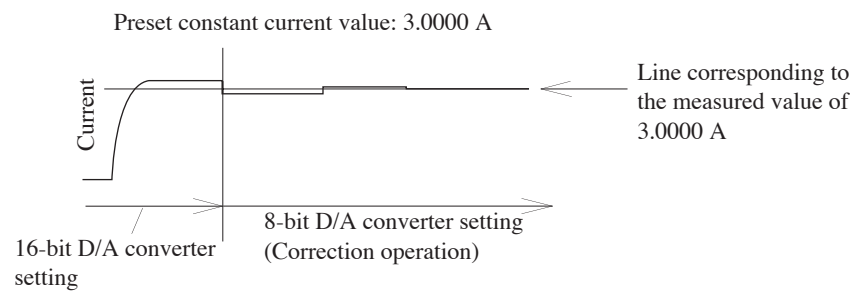 Preset constant current value: 3.0000 A
Current
Line corresponding to
the measured value of
3.0000 A
8-bit D/A converter setting
(Correction operation)
16-bit D/A converter
setting